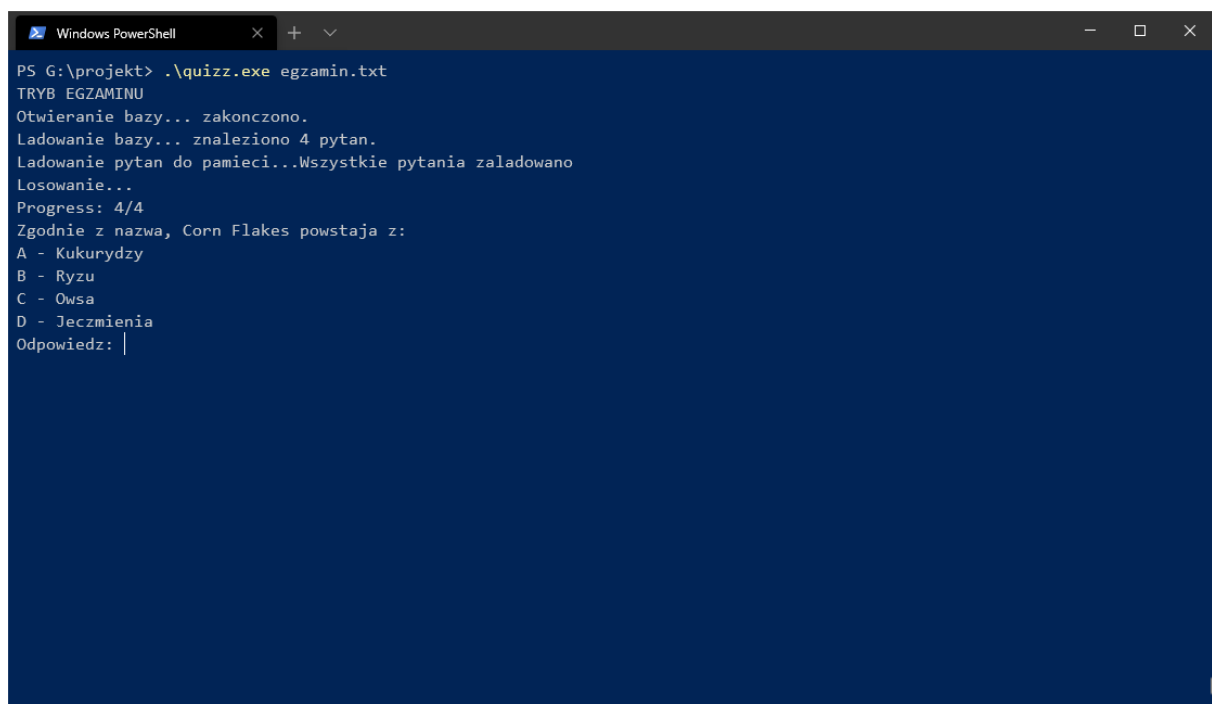 Windows PowerShell
PS G:\projekt> .\quizz.exe egzamin.txt
TRYB EGZAMINU
Otwieranie bazy... zakonczono.
Ladowanie bazy... znaleziono 4 pytan.
Ladowanie pytan do pamieci...Wszystkie pytania zaladowano
Losowanie...
Progress: 4/4
Zgodnie z nazwa, Corn Flakes powstaja z:
A - Kukurydzy
B - Ryzu
C - Owsa
D - Jeczmienia
Odpowiedz: